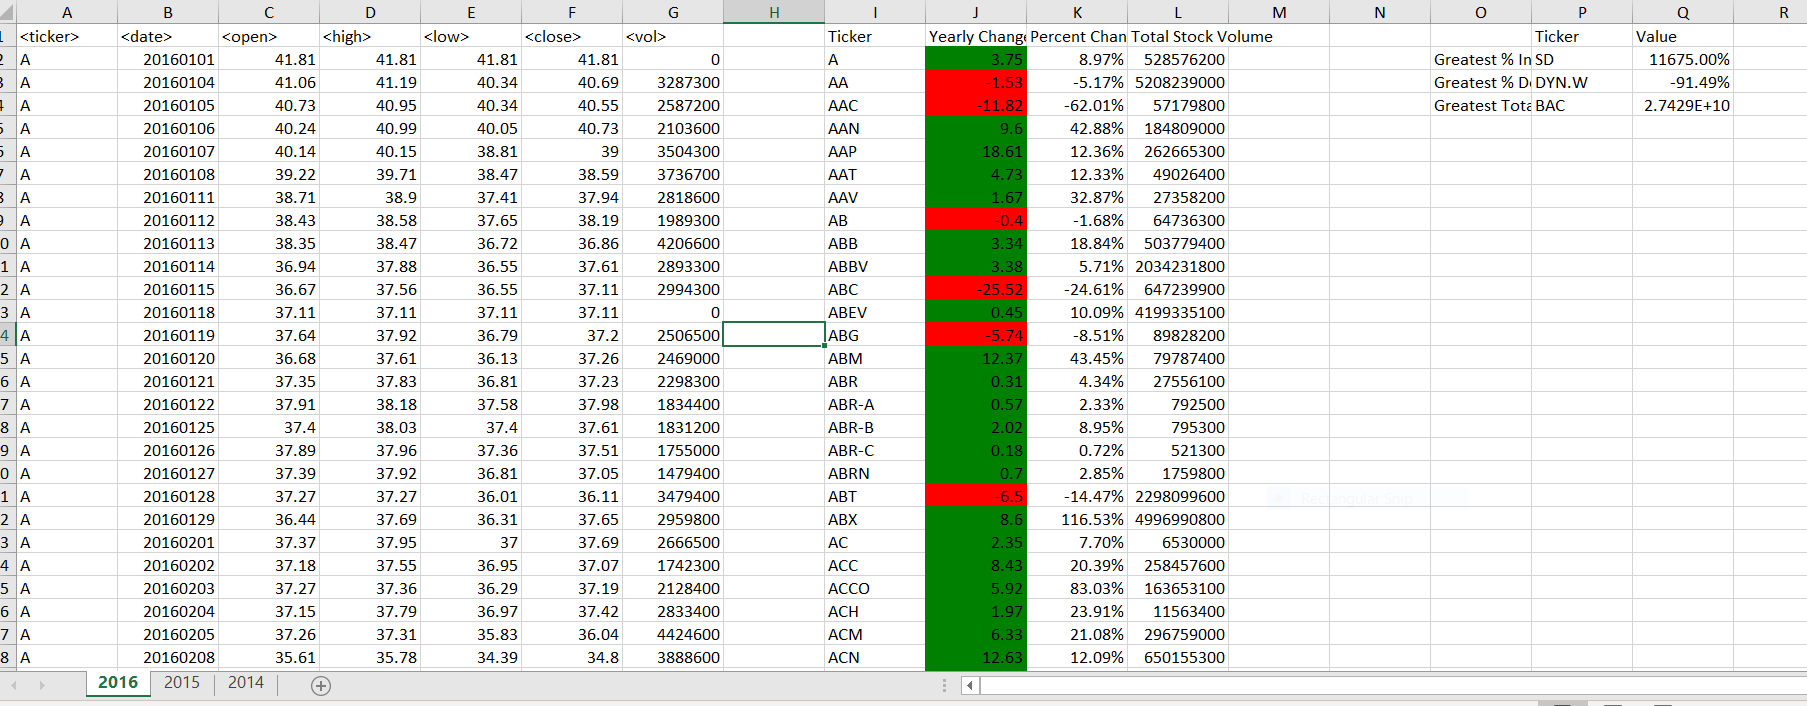 A B C D E F G H I J K L M N O P Q R
<ticker> <date> <open> <high> <low> <close> <vol> Ticker Yearly Change Percent Chan Total Stock Volume Ticker Value
2 A 20160101 41.81 41.81 41.81 41.81 0 A 3.75 8.97% 528576200 Greatest % In SD 11675.00%
A 20160104 41.06 41.19 40.34 40.69 3287300 AA -1.53 -5.17% 5208239000 Greatest % D DYN.W -91.49%
A 20160105 40.73 40.95 40.34 40.55 2587200 AAC -11.82 -62.01% 57179800 Greatest Tota BAC 2.7429E+10
A 20160106 40.24 40.99 40.05 40.73 2103600 AAN 9.6 42.88% 184809000
A 20160107 40.14 40.15 38.81 39 3504300 AAP 18.61 12.36% 262665300
A 20160108 39.22 39.71 38.47 38.59 3736700 AAT 4.73 12.33% 49026400
A 20160111 38.71 38.9 37.41 37.94 2818600 AAV 1.67 32.87% 27358200
A 20160112 38.43 38.58 37.65 38.19 1989300 AB -0.4 -1.68% 64736300
0 A 20160113 38.35 38.47 36.72 36.86 4206600 ABB 3.34 18.84% 503779400
1 A 20160114 36.94 37.88 36.55 37.61 2893300 ABBV 3.38 5.71% 2034231800
2 A 20160115 36.67 37.56 36.55 37.11 2994300 ABC -25.52 -24.61% 647239900
3 A 20160118 37.11 37.11 37.11 37.11 0 ABEV 0.45 10.09% 4199335100
4 A 20160119 37.64 37.92 36.79 37.2 2506500 ABG -5.74 -8.51% 89828200
5 A 20160120 36.68 37.61 36.13 37.26 2469000 ABM 12.37 43.45% 79787400
6 A 20160121 37.35 37.83 36.81 37.23 2298300 ABR 0.31 4.34% 27556100
7 A 20160122 37.91 38.18 37.58 37.98 1834400 ABR-A 0.57 2.33% 792500
8 A 20160125 37.4 38.03 37.4 37.61 1831200 ABR-B 2.02 8.95% 795300
9 A 20160126 37.89 37.96 37.36 37.51 1755000 ABR-C 0.18 0.72% 521300
0 A 20160127 37.39 37.92 36.81 37.05 1479400 ABRN 0.7 2.85% 1759800
1 A 20160128 37.27 37.27 36.01 36.11 3479400 ABT -6.5 -14.47% 2298099600
2 A 20160129 36.44 37.69 36.31 37.65 2959800 ABX 8.6 116.53% 4996990800
3 A 20160201 37.37 37.95 37 37.69 2666500 AC 2.35 7.70% 6530000
4 A 20160202 37.18 37.55 36.95 37.07 1742300 ACC 8.43 20.39% 258457600
5 A 20160203 37.27 37.36 36.29 37.19 2128400 ACCO 5.92 83.03% 163653100
6 A 20160204 37.15 37.79 36.97 37.42 2833400 ACH 1.97 23.91% 11563400
7 A 20160205 37.26 37.31 35.83 36.04 4424600 ACM 6.33 21.08% 296759000
8 A 20160208 35.61 35.78 34.39 34.8 3888600 ACN 12.63 12.09% 650155300
2016 2015 2014